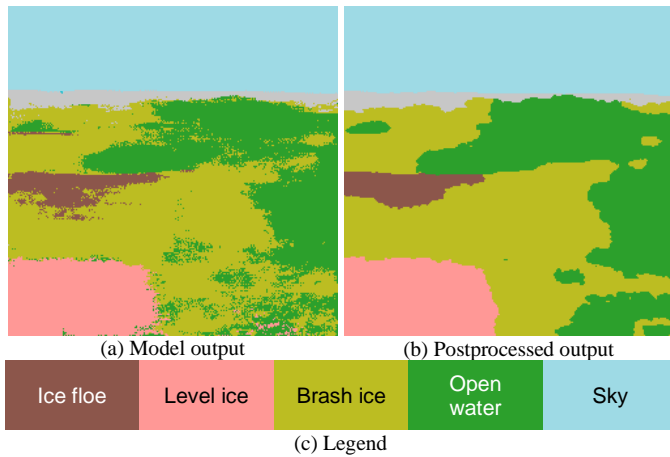 (a) Model output
(b) Postprocessed output
Ice floe
Level ice
Brash ice
Open
water
Sky
(c) Legend